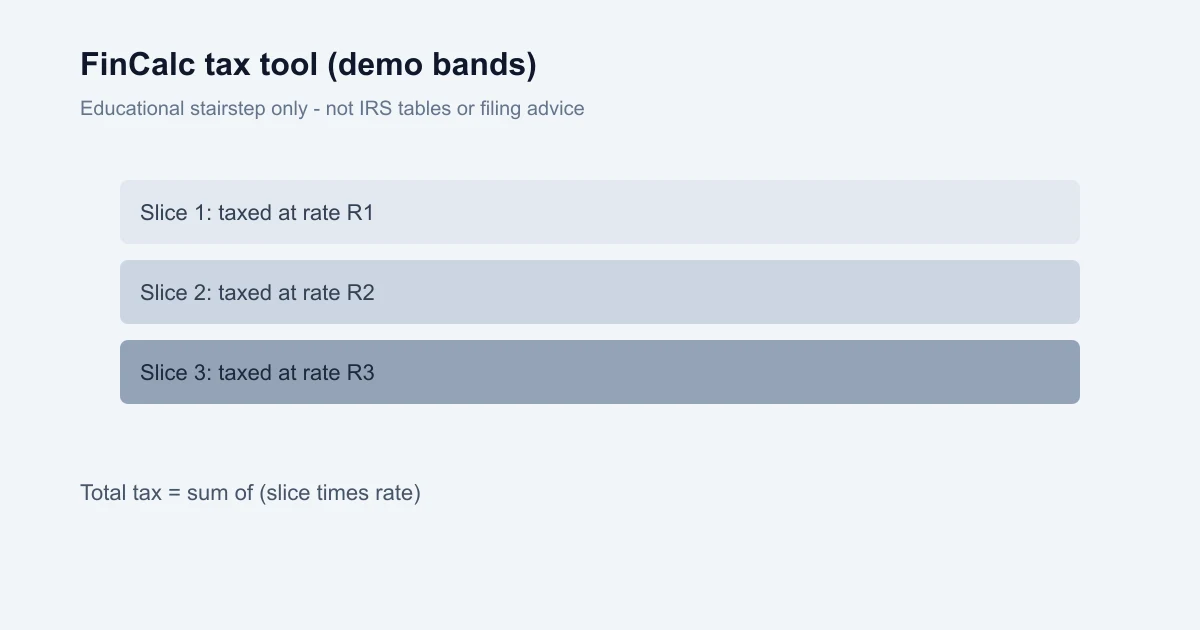 FinCalc tax tool (demo bands)
Educational stairstep only - not IRS tables or filing advice
Slice 1: taxed at rate R1
Slice 2: taxed at rate R2
Slice 3: taxed at rate R3
Total tax = sum of (slice times rate)